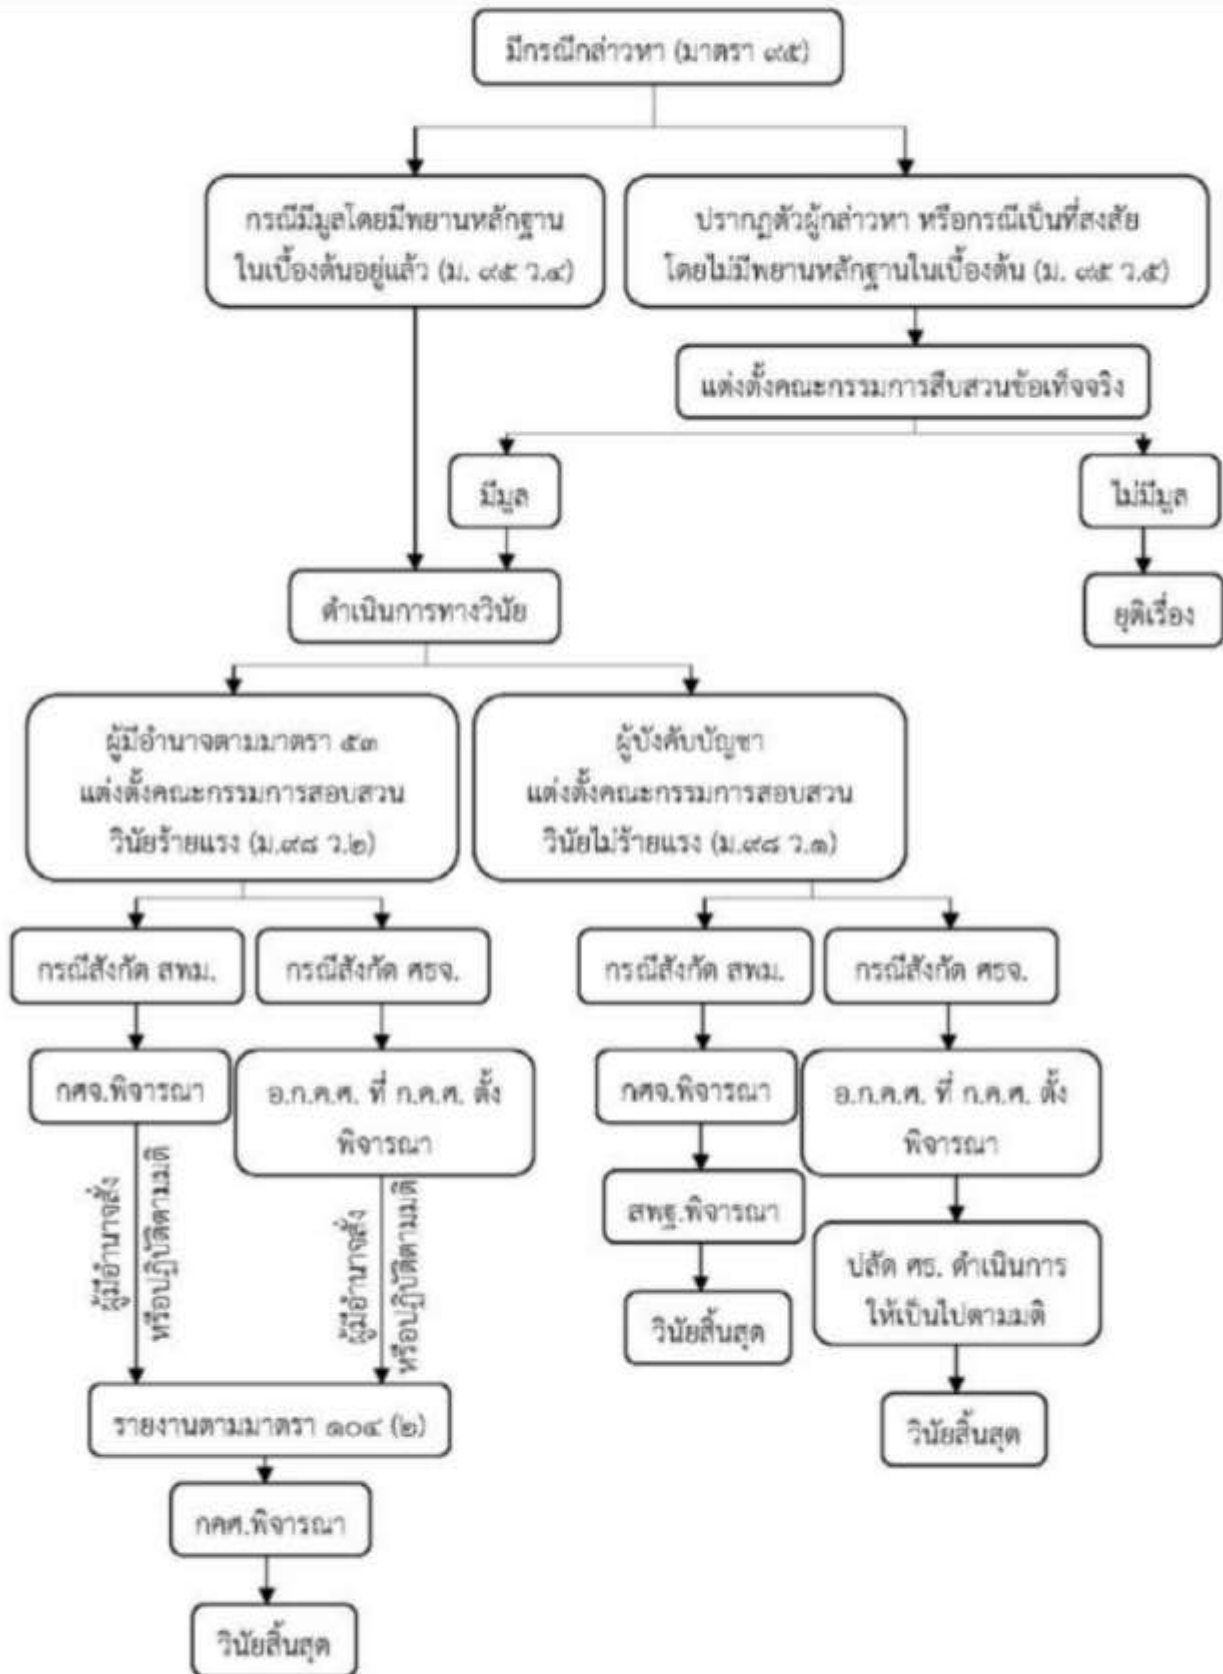 มีกรณีกล่าวหา (มาตรา ๙๕)
กรณีมีมูลโดยมีพยานหลักฐาน
ในเบื้องต้นอยู่แล้ว (ม. ๙๕ ว.๔)
ปรากฏตัวผู้กล่าวหา หรือกรณีเป็นที่สงสัย
โดยไม่มีพยานหลักฐานในเบื้องต้น (ม. ๙๕ ว.๕)
แต่งตั้งคณะกรรมการสืบสวนข้อเท็จจริง
มีมูล
ไม่มีมูล
ดำเนินการทางวินัย
ยุติเรื่อง
ผู้มีอำนาจตามมาตรา ๕๓
แต่งตั้งคณะกรรมการสอบสวน
วินัยร้ายแรง (ม.๙๘ ว.๒)
ผู้บังคับบัญชา
แต่งตั้งคณะกรรมการสอบสวน
วินัยไม่ร้ายแรง (ม.๙๘ ว.๑)
กรณีสังกัด สพม.
กรณีสังกัด ศธจ.
กรณีสังกัด สพม.
กรณีสังกัด ศธจ.
กศจ.พิจารณา
อ.ก.ค.ศ. ที่ ก.ค.ศ. ตั้ง
พิจารณา
กศจ.พิจารณา
อ.ก.ค.ศ. ที่ ก.ค.ศ. ตั้ง
พิจารณา
ผู้มีอำนาจสั่ง
หรือปฏิบัติตามมติ
ผู้มีอำนาจสั่ง
หรือปฏิบัติตามมติ
สพฐ.พิจารณา
ปลัด ศธ. ดำเนินการ
ให้เป็นไปตามมติ
วินัยสิ้นสุด
รายงานตามมาตรา ๑๐๔ (๒)
วินัยสิ้นสุด
กคศ.พิจารณา
วินัยสิ้นสุด